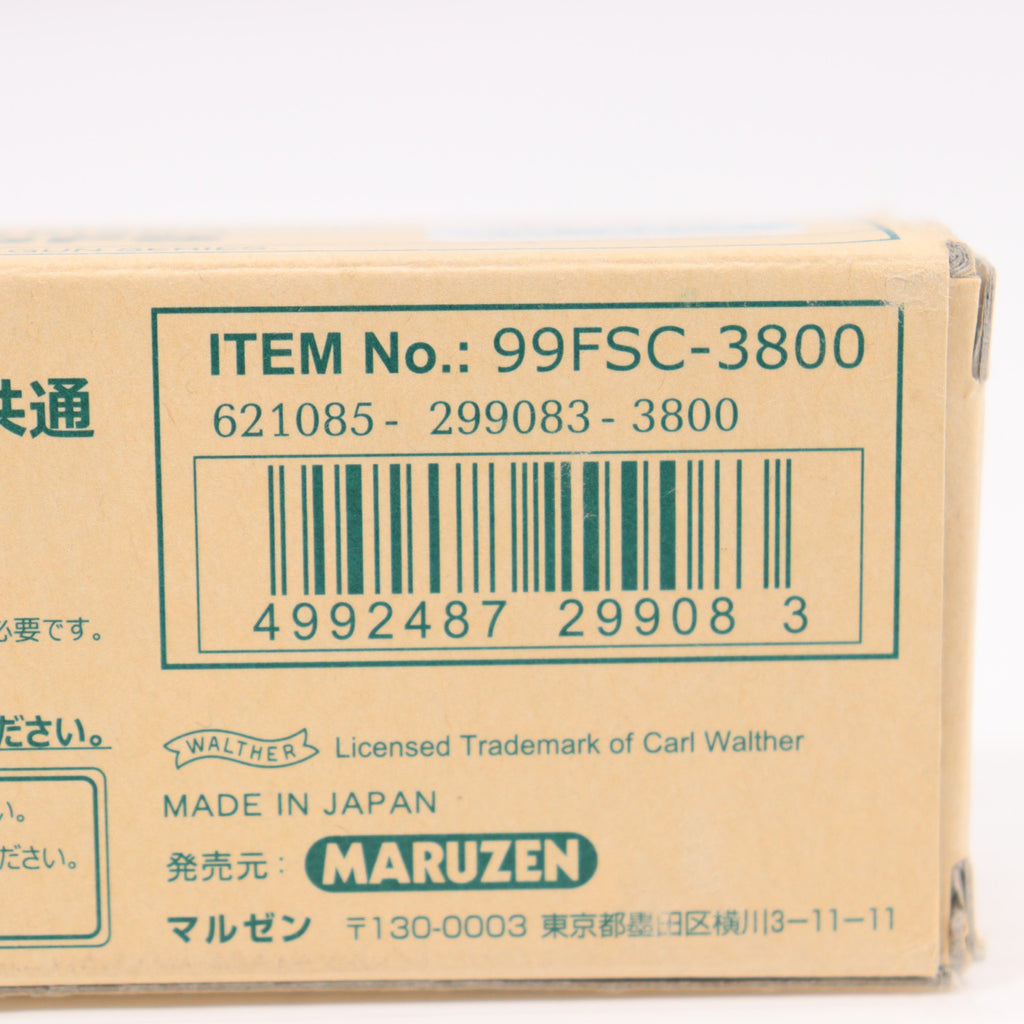 GUN SERIES
共通
ITEM No.: 99FSC-3800
621085- 299083-3800
4992487 29908 3
必要です。
ださい。
い。
ださい。
WALTHER Licensed Trademark of Carl Walther
MADE IN JAPAN
発売元: MARUZEN
マルゼン 〒130-0003 東京都墨田区横川3-11-11